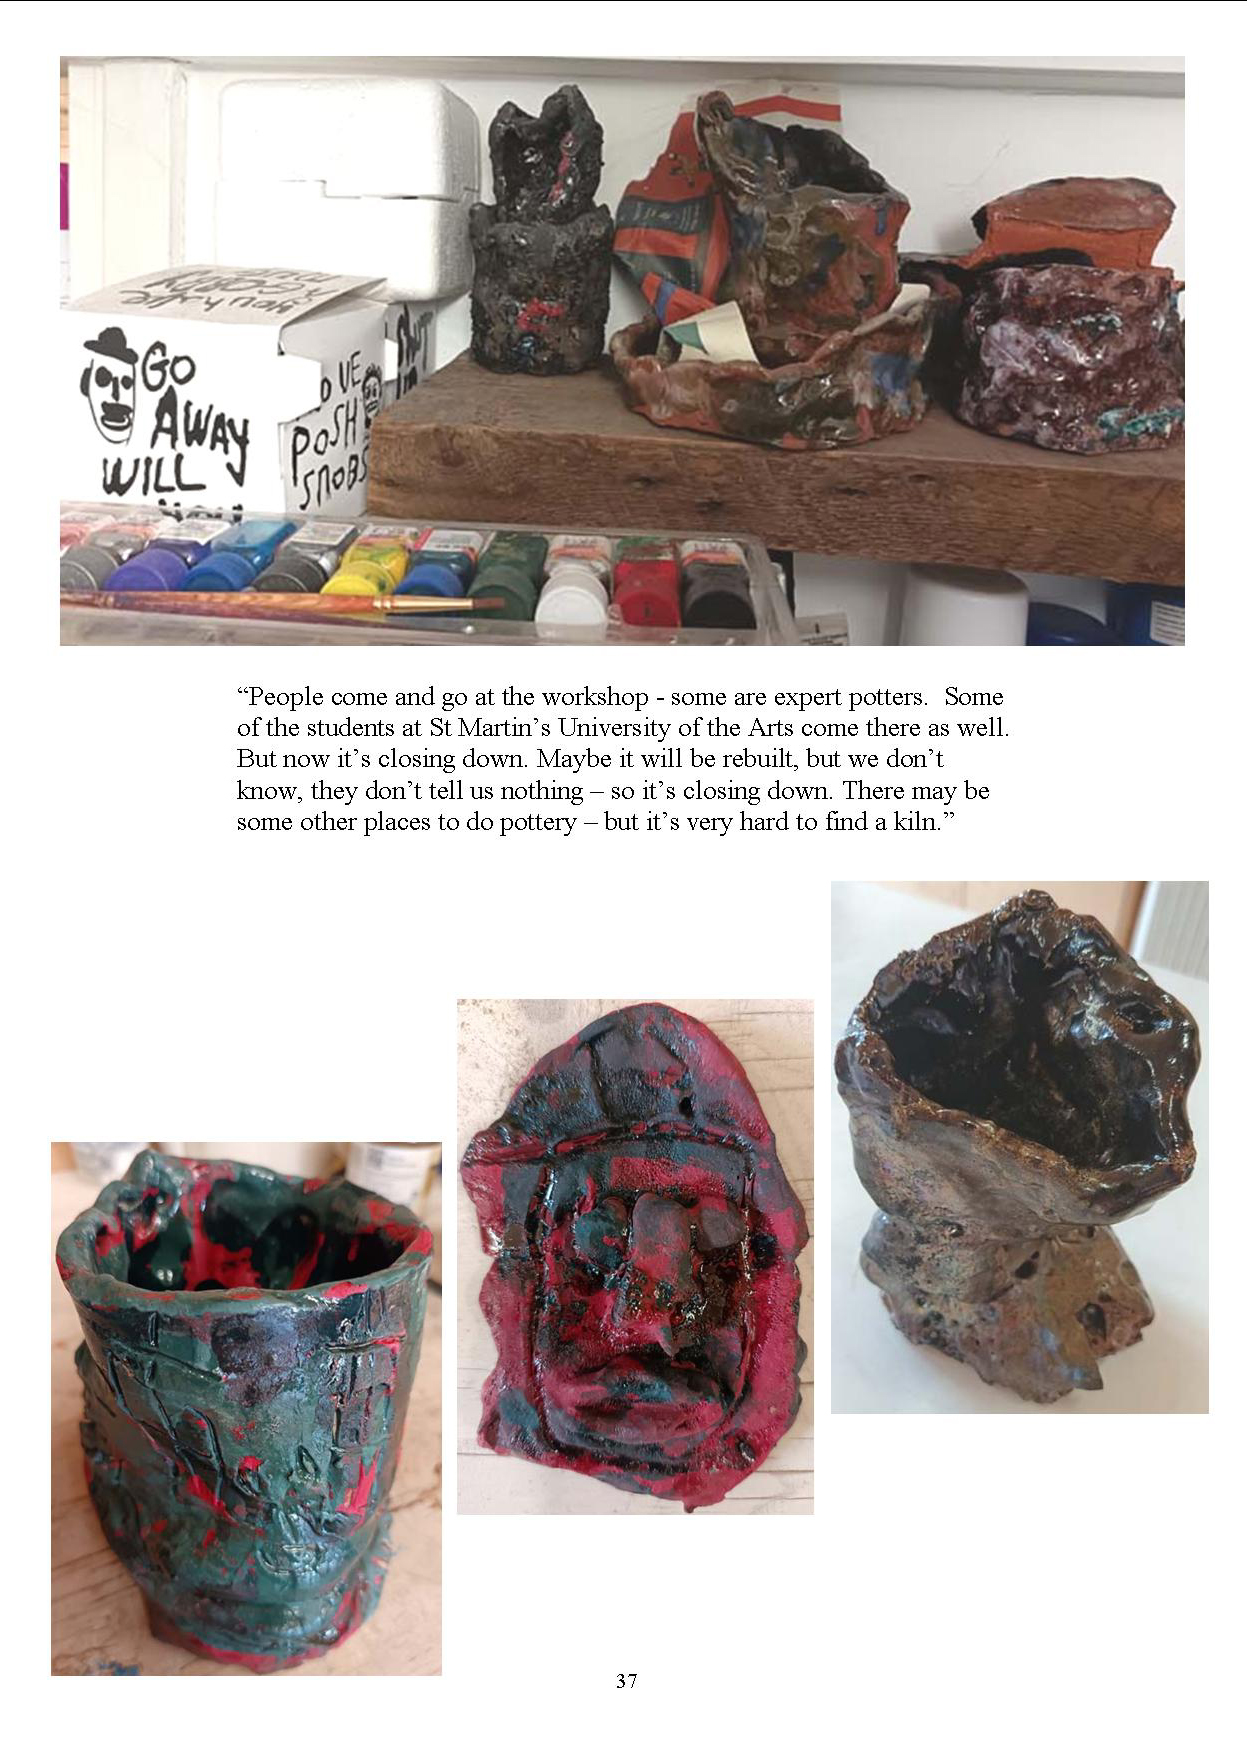 GO
AWAY
WILL
YOU
POSH
SNOBS
“People come and go at the workshop - some are expert potters.  Some
of the students at St Martin’s University of the Arts come there as well.
But now it’s closing down. Maybe it will be rebuilt, but we don’t
know, they don’t tell us nothing – so it’s closing down. There may be
some other places to do pottery – but it’s very hard to find a kiln.”
37